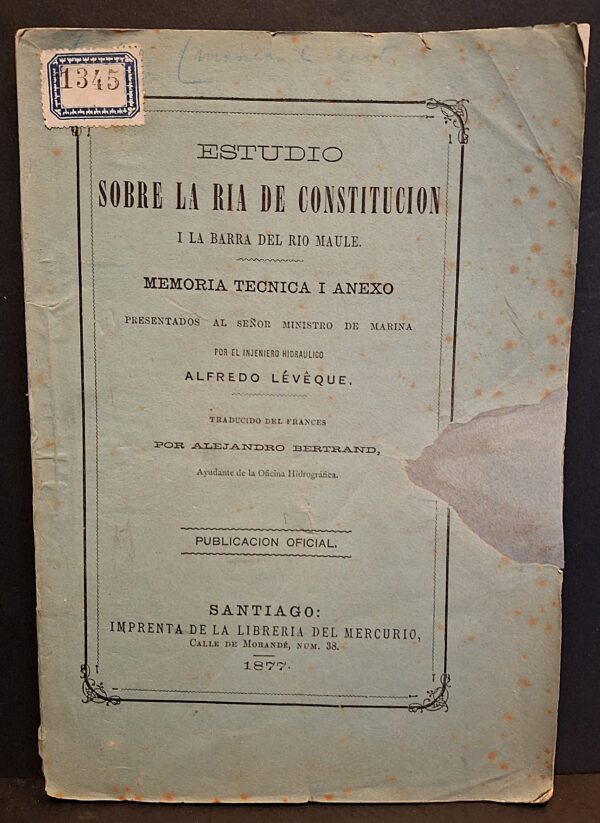 1345
ESTUDIO
SOBRE LA RIA DE CONSTITUCION
I LA BARRA DEL RIO MAULE.
MEMORIA TECNICA I ANEXO
PRESENTADOS AL SEÑOR MINISTRO DE MARINA
POR EL INJENIERO HIDRAULICO
ALFREDO LÉVÊQUE.
TRADUCIDO DEL FRANCES
POR ALEJANDRO BERTRAND,
Ayudante de la Oficina Hidrográfica.
PUBLICACION OFICIAL.
SANTIAGO:
IMPRENTA DE LA LIBRERIA DEL MERCURIO,
CALLE DE MORANDÉ, NUM. 38.
1877.